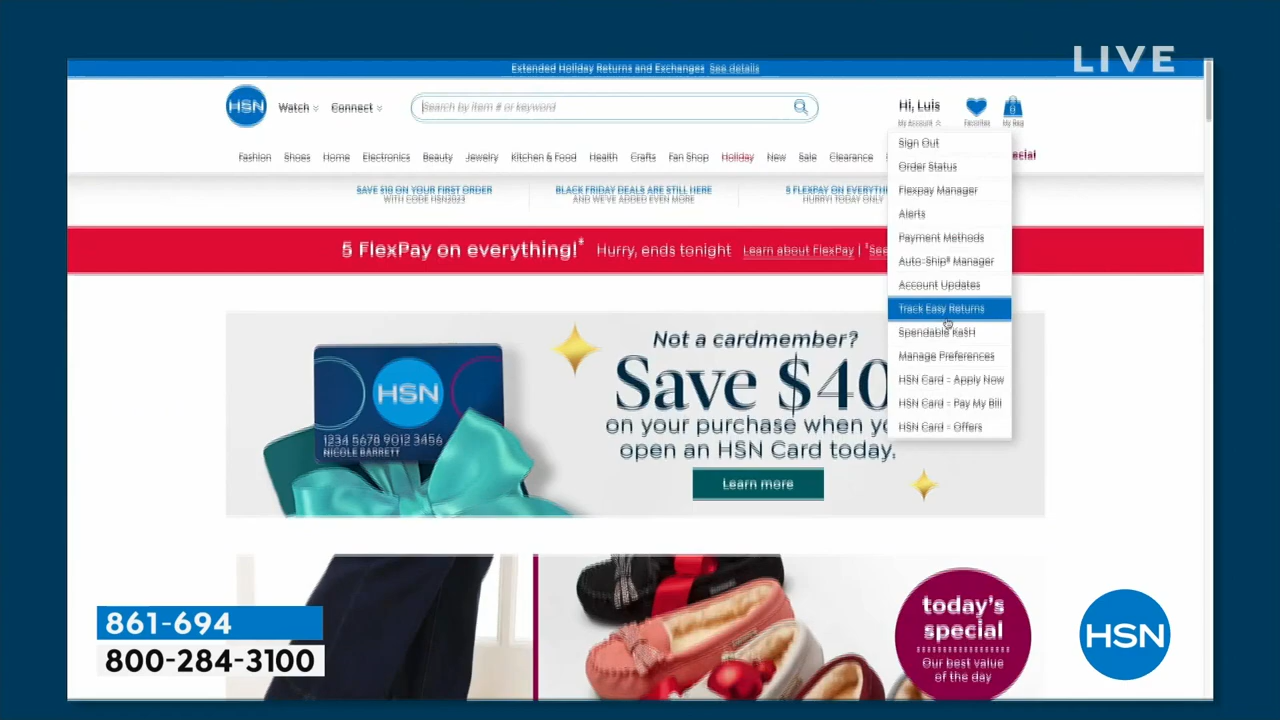 LIVE
Extended Holiday Returns and Exchanges See details
HSN
Watch
Connect
Search by item # or keyword
Hi, Luis
My Account
Favorites
6
My Bag
Fashion Shoes Home Electronics Beauty Jewelry Kitchen & Food Health Crafts Fan Shop Holiday New Sale Clearance
Sign Out
Order Status
Flexpay Manager
Alerts
Payment Methods
Auto-Ship® Manager
Account Updates
Track Easy Returns
Spendable Ka$H
Manage Preferences
HSN Card - Apply Now
HSN Card - Pay My Bill
HSN Card - Offers
SAVE $10 ON YOUR FIRST ORDER
WITH CODE HSN2023
BLACK FRIDAY DEALS ARE STILL HERE
AND WE'VE ADDED EVEN MORE
5 FLEXPAY ON EVERYTH
HURRY! TODAY ONLY
5 FlexPay on everything!* Hurry, ends tonight Learn about FlexPay | See
Not a cardmember?
Save $40
on your purchase when yo
open an HSN Card today.
Learn more
HSN
1234 5678 9012 3456
NICOLE BARRETT
today's
special
Our best value
of the day
861-694
800-284-3100
HSN